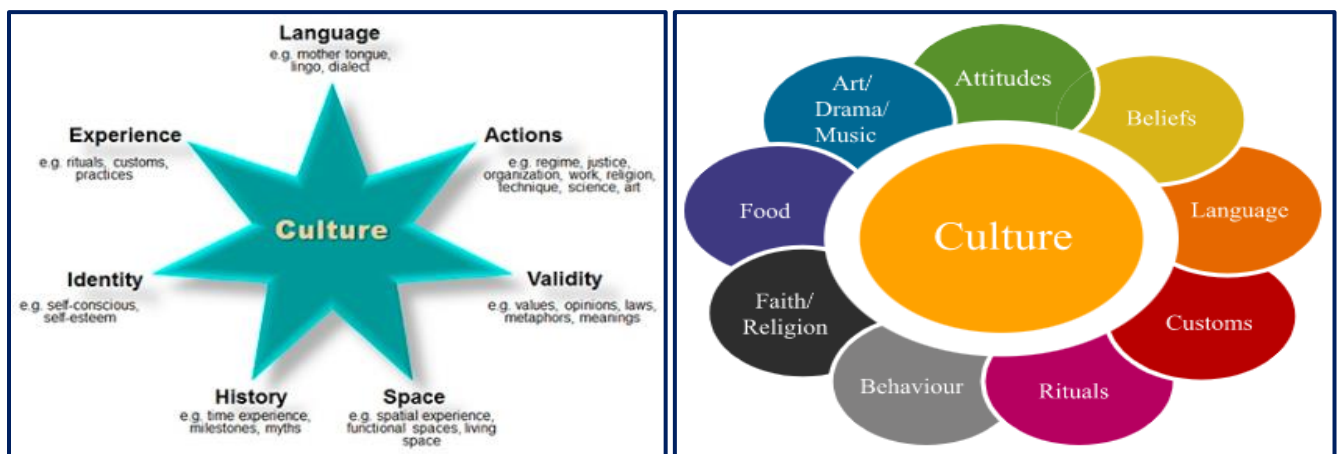 Language
e.g. mother tongue,
lingo, dialect
Experience
e.g. rituals, customs,
practices
Actions
e.g. regime, justice,
organization, work, religion,
technique, science, art
Culture
Identity
e.g. self-conscious,
self-esteem
Validity
e.g. values, opinions, laws,
metaphors, meanings
History
e.g. time experience,
milestones, myths
Space
e.g. spatial experience,
functional spaces, living
space
Attitudes
Art/
Drama/
Music
Beliefs
Food
Language
Culture
Faith/
Religion
Customs
Behaviour
Rituals